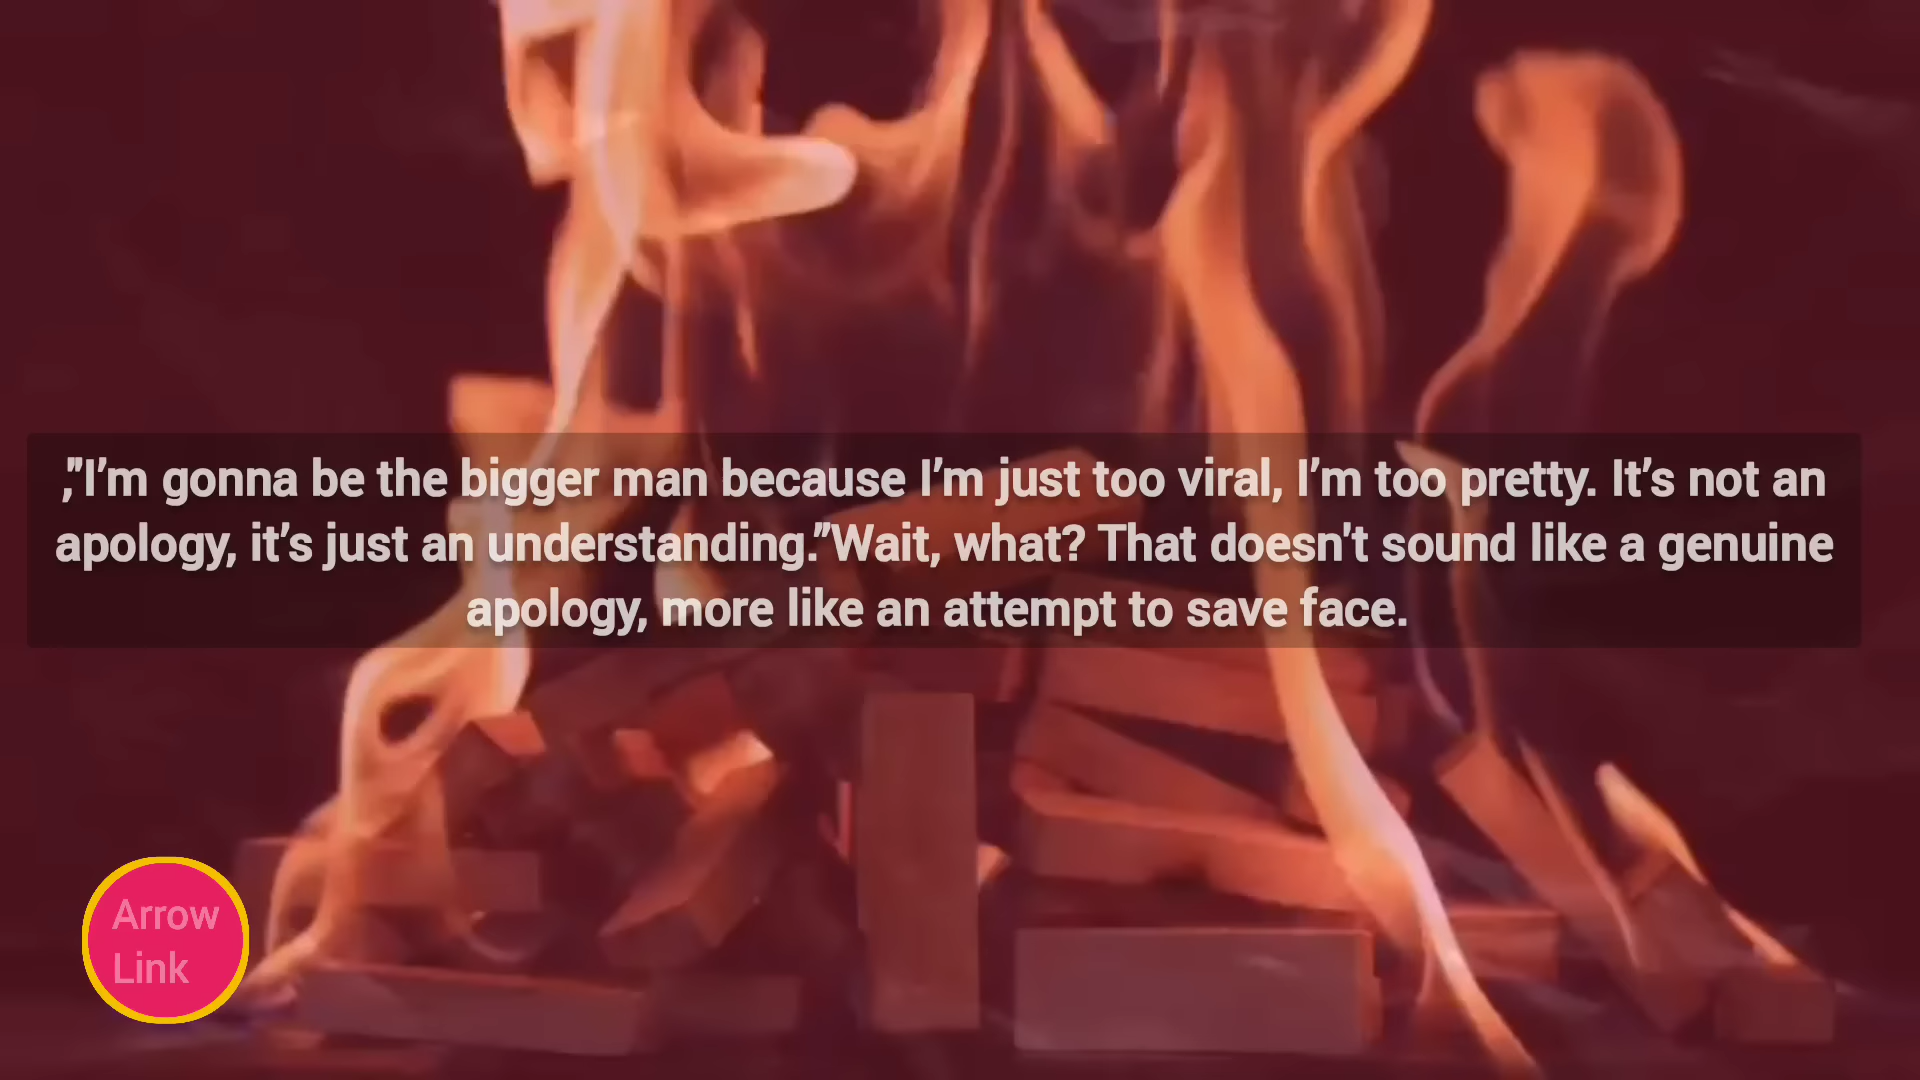 ,"I’m gonna be the bigger man because I’m just too viral, I’m too pretty. It’s not an
apology, it’s just an understanding."Wait, what? That doesn't sound like a genuine
apology, more like an attempt to save face.
Arrow
Link